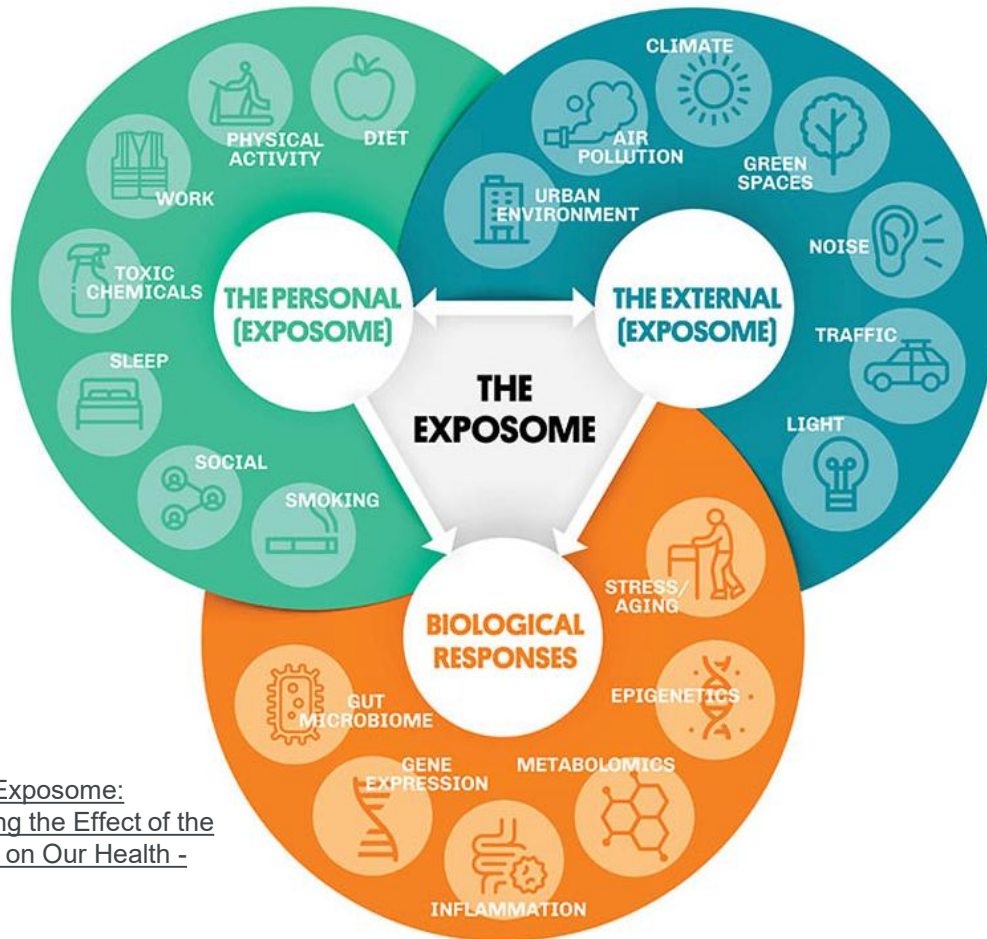 CLIMATE
PHYSICAL
ACTIVITY
DIET
AIR
POLLUTION
GREEN
SPACES
WORK
URBAN
ENVIRONMENT
NOISE
TOXIC
CHEMICALS
THE PERSONAL
(EXPOSOME)
THE EXTERNAL
(EXPOSOME)
TRAFFIC
SLEEP
THE
EXPOSOME
LIGHT
SOCIAL
SMOKING
STRESS/
AGING
BIOLOGICAL
RESPONSES
EPIGENETICS
GUT
MICROBIOME
GENE
EXPRESSION
METABOLOMICS
INFLAMMATION
Exposome:
ng the Effect of the
on Our Health -